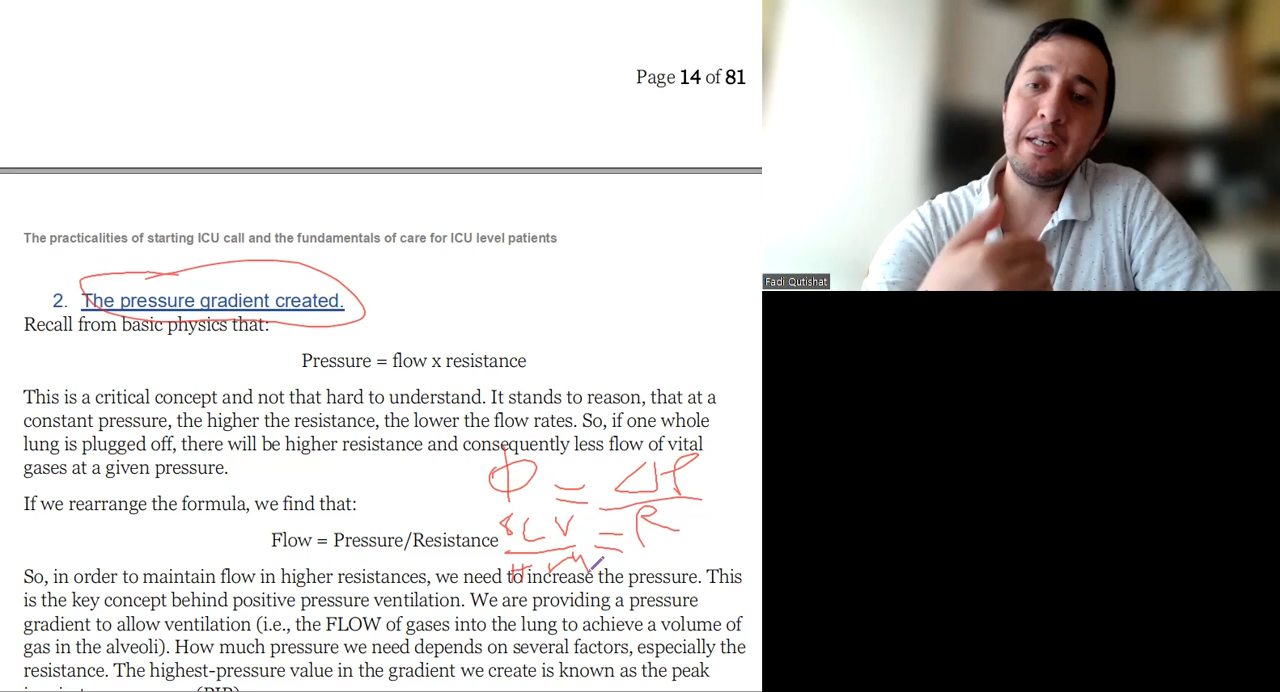 Page 14 of 81
The practicalities of starting ICU call and the fundamentals of care for ICU level patients
2. The pressure gradient created.
Recall from basic physics that:
Pressure = flow x resistance
This is a critical concept and not that hard to understand. It stands to reason, that at a
constant pressure, the higher the resistance, the lower the flow rates. So, if one whole
lung is plugged off, there will be higher resistance and consequently less flow of vital
gases at a given pressure.
If we rearrange the formula, we find that:
Flow = Pressure/Resistance
So, in order to maintain flow in higher resistances, we need to increase the pressure. This
is the key concept behind positive pressure ventilation. We are providing a pressure
gradient to allow ventilation (i.e., the FLOW of gases into the lung to achieve a volume of
gas in the alveoli). How much pressure we need depends on several factors, especially the
resistance. The highest-pressure value in the gradient we create is known as the peak
Fadi Qutishat